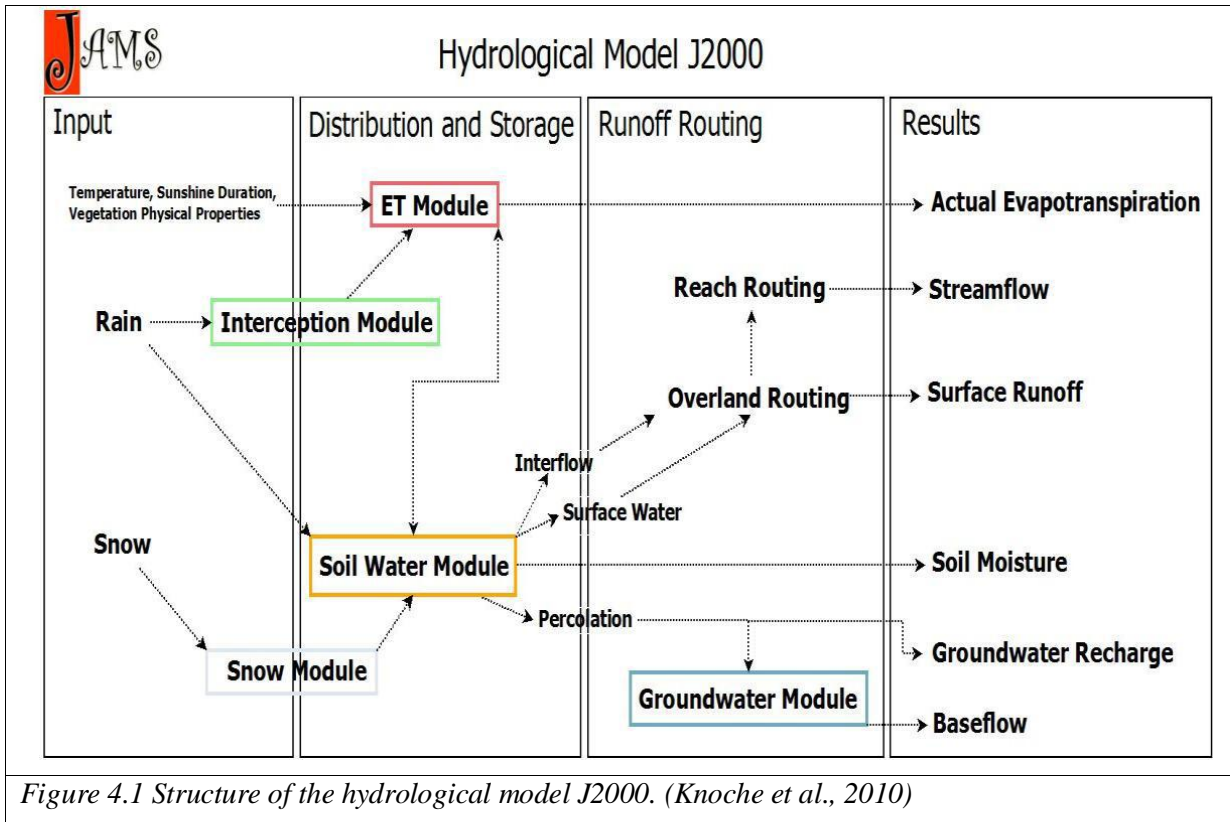 JAMS
Hydrological Model J2000
Input
Distribution and Storage
Runoff Routing
Results
Temperature, Sunshine Duration,
Vegetation Physical Properties
ET Module
Actual Evapotranspiration
Reach Routing
Streamflow
Rain
Interception Module
Overland Routing
Surface Runoff
Interflow
Surface Water
Snow
Soil Water Module
Soil Moisture
Percolation
Groundwater Recharge
Snow Module
Groundwater Module
Baseflow
Figure 4.1 Structure of the hydrological model J2000. (Knoche et al., 2010)